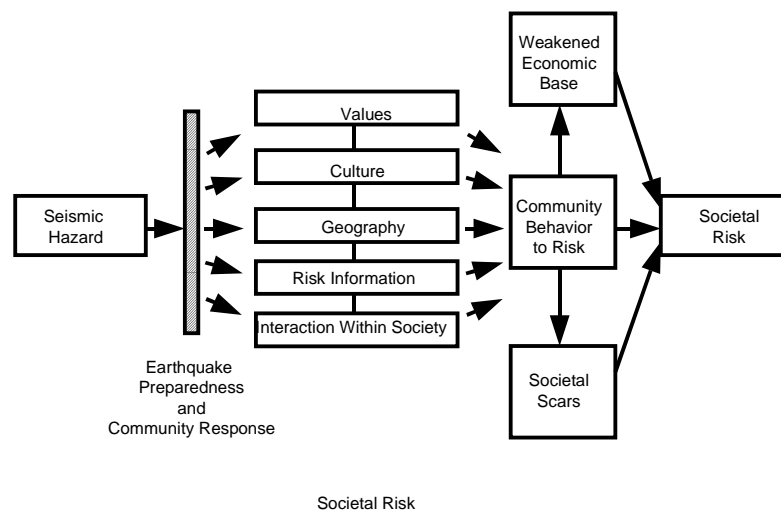 Seismic
Hazard
Earthquake
Preparedness
and
Community Response
Values
Culture
Geography
Risk Information
Interaction Within Society
Weakened
Economic
Base
Community
Behavior
to Risk
Societal
Scars
Societal
Risk
Societal Risk